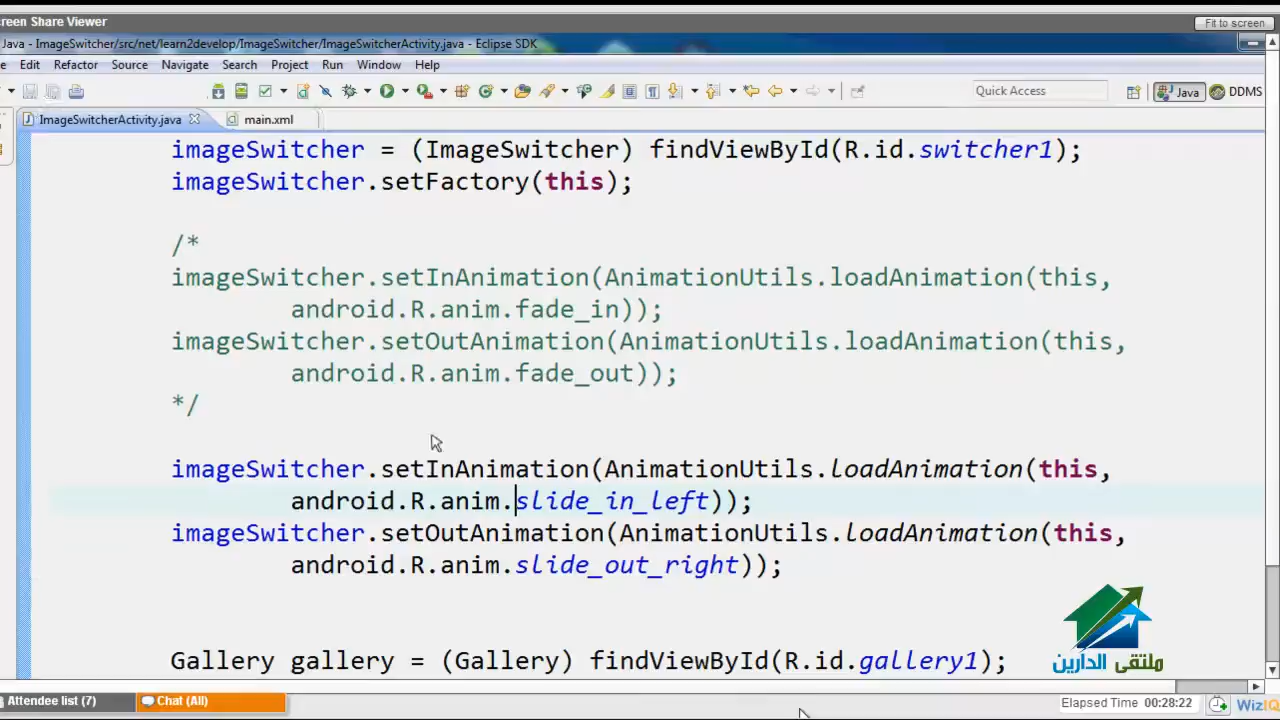 reen Share Viewer
Fit to screen
Java - ImageSwitcher/src/net/learn2develop/ImageSwitcher/ImageSwitcherActivity.java - Eclipse SDK
e Edit Refactor Source Navigate Search Project Run Window Help
Quick Access
Java
DDMS
ImageSwitcherActivity.java
main.xml
imageSwitcher = (ImageSwitcher) findViewById(R.id.switcher1);
imageSwitcher.setFactory(this);
/*
imageSwitcher.setInAnimation(AnimationUtils.loadAnimation(this,
android.R.anim.fade_in));
imageSwitcher.setOutAnimation(AnimationUtils.loadAnimation(this,
android.R.anim.fade_out));
*/
imageSwitcher.setInAnimation(AnimationUtils.loadAnimation(this,
android.R.anim.slide_in_left));
imageSwitcher.setOutAnimation(AnimationUtils.loadAnimation(this,
android.R.anim.slide_out_right));
Gallery gallery = (Gallery) findViewById(R.id.gallery1);
ملتقى الدارين
Attendee list (7)
Chat (All)
Elapsed Time 00:28:22
WizIQ